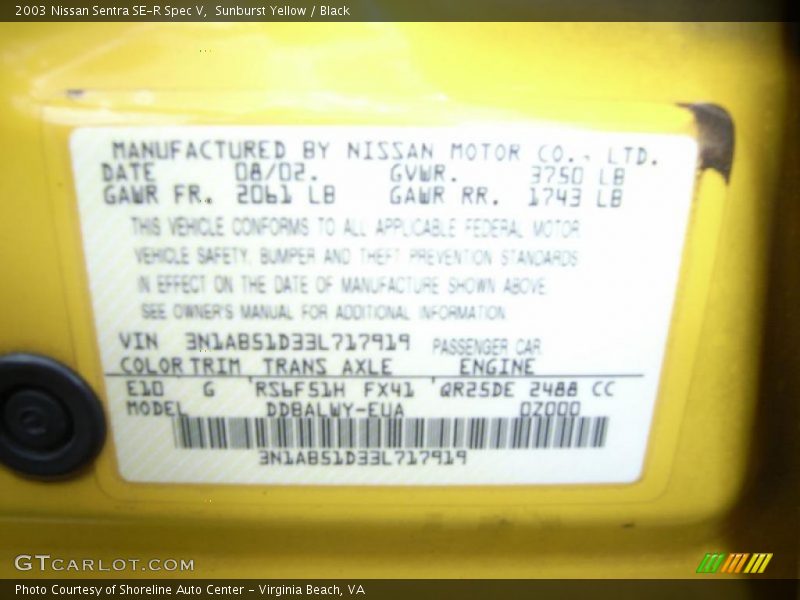 2003 Nissan Sentra SE-R Spec V,  Sunburst Yellow / Black
MANUFACTURED BY NISSAN MOTOR CO., LTD.
DATE 08/02. GVWR. 3750 LB
GAWR FR. 2061 LB GAWR RR. 1743 LB
THIS VEHICLE CONFORMS TO ALL APPLICABLE FEDERAL MOTOR
VEHICLE SAFETY, BUMPER AND THEFT PREVENTION STANDARDS
IN EFFECT ON THE DATE OF MANUFACTURE SHOWN ABOVE
SEE OWNER'S MANUAL FOR ADDITIONAL INFORMATION
VIN 3N1AB51D33L717919 PASSENGER CAR
COLOR TRIM TRANS AXLE ENGINE
E10 G 'RS6F51H FX41 'QR25DE 2488 CC
MODEL DDBALWY-EUA 0Z000
3N1AB51D33L717919
GTCARLOT.COM
Photo Courtesy of Shoreline Auto Center - Virginia Beach, VA